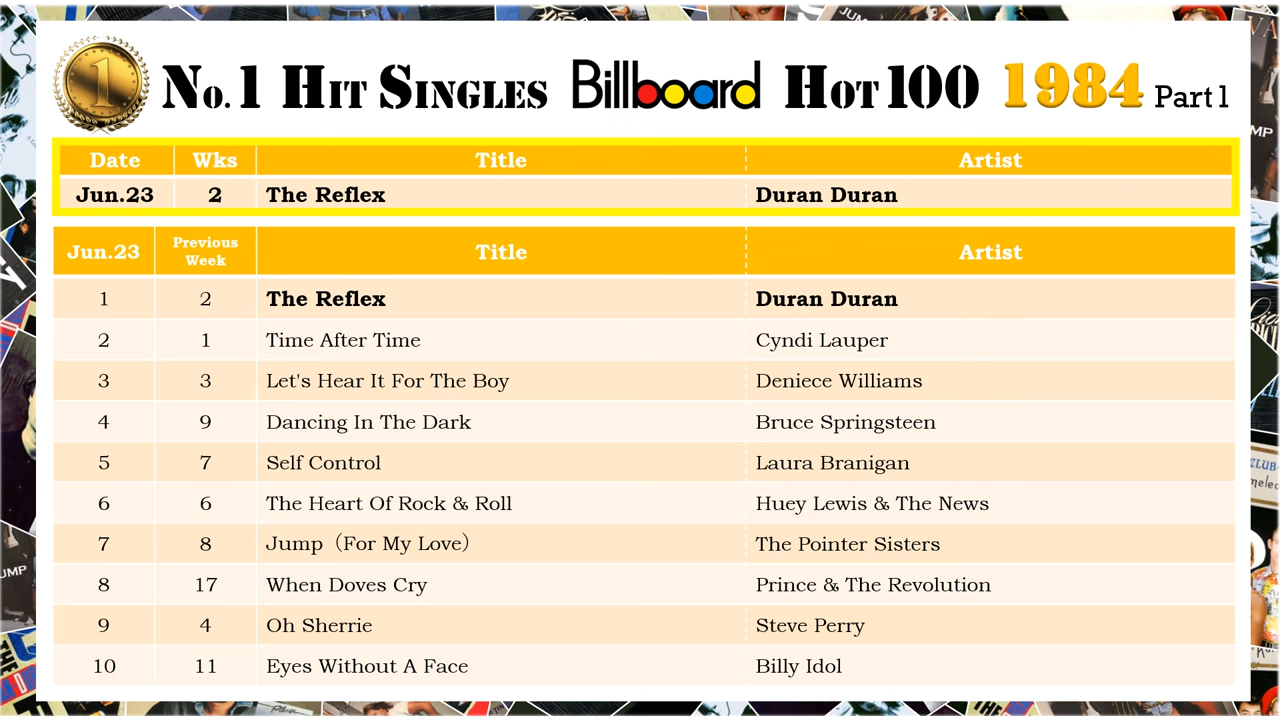 1 No.1 Hit Singles Billboard Hot 100 1984 Part 1
Date Wks Title Artist
Jun.23 2 The Reflex Duran Duran
Jun.23 Previous Week Title Artist
1 2 The Reflex Duran Duran
2 1 Time After Time Cyndi Lauper
3 3 Let's Hear It For The Boy Deniece Williams
4 9 Dancing In The Dark Bruce Springsteen
5 7 Self Control Laura Branigan
6 6 The Heart Of Rock & Roll Huey Lewis & The News
7 8 Jump（For My Love） The Pointer Sisters
8 17 When Doves Cry Prince & The Revolution
9 4 Oh Sherrie Steve Perry
10 11 Eyes Without A Face Billy Idol